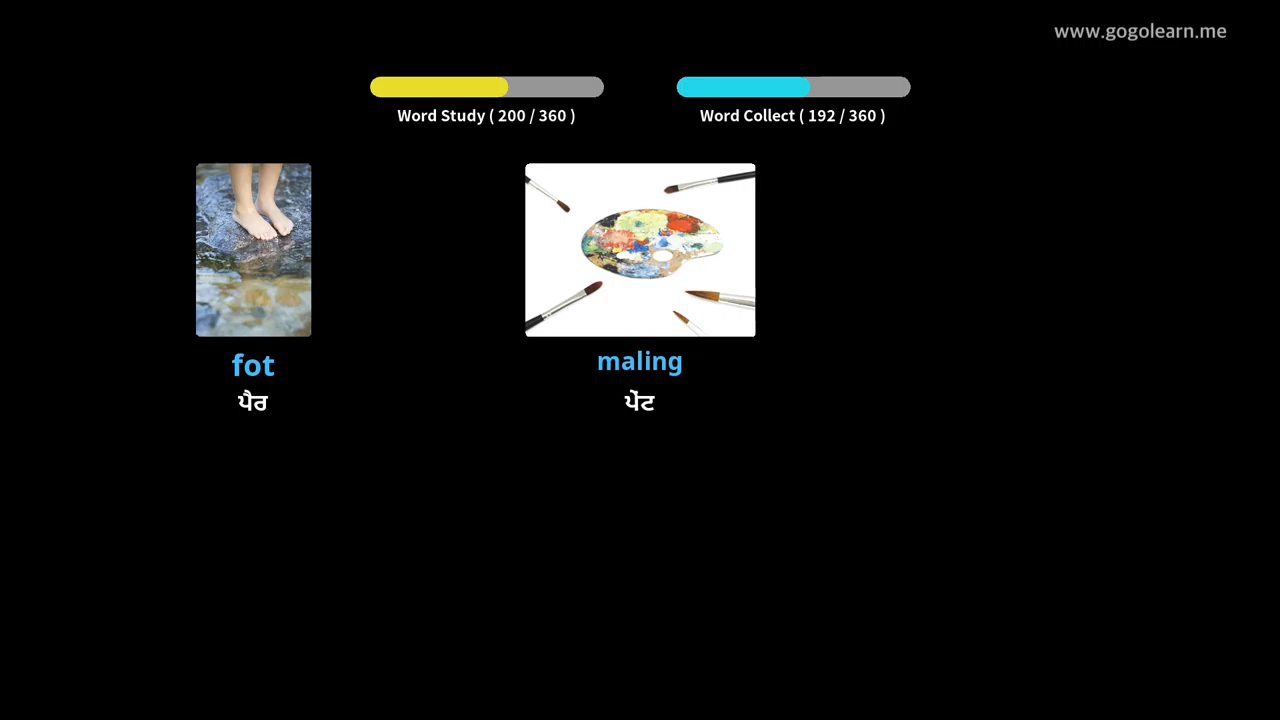 www.gogolearn.me
Word Study ( 200 / 360 )
Word Collect ( 192 / 360 )
fot
maling
ਪੈਰ
ਪੇਂਟ